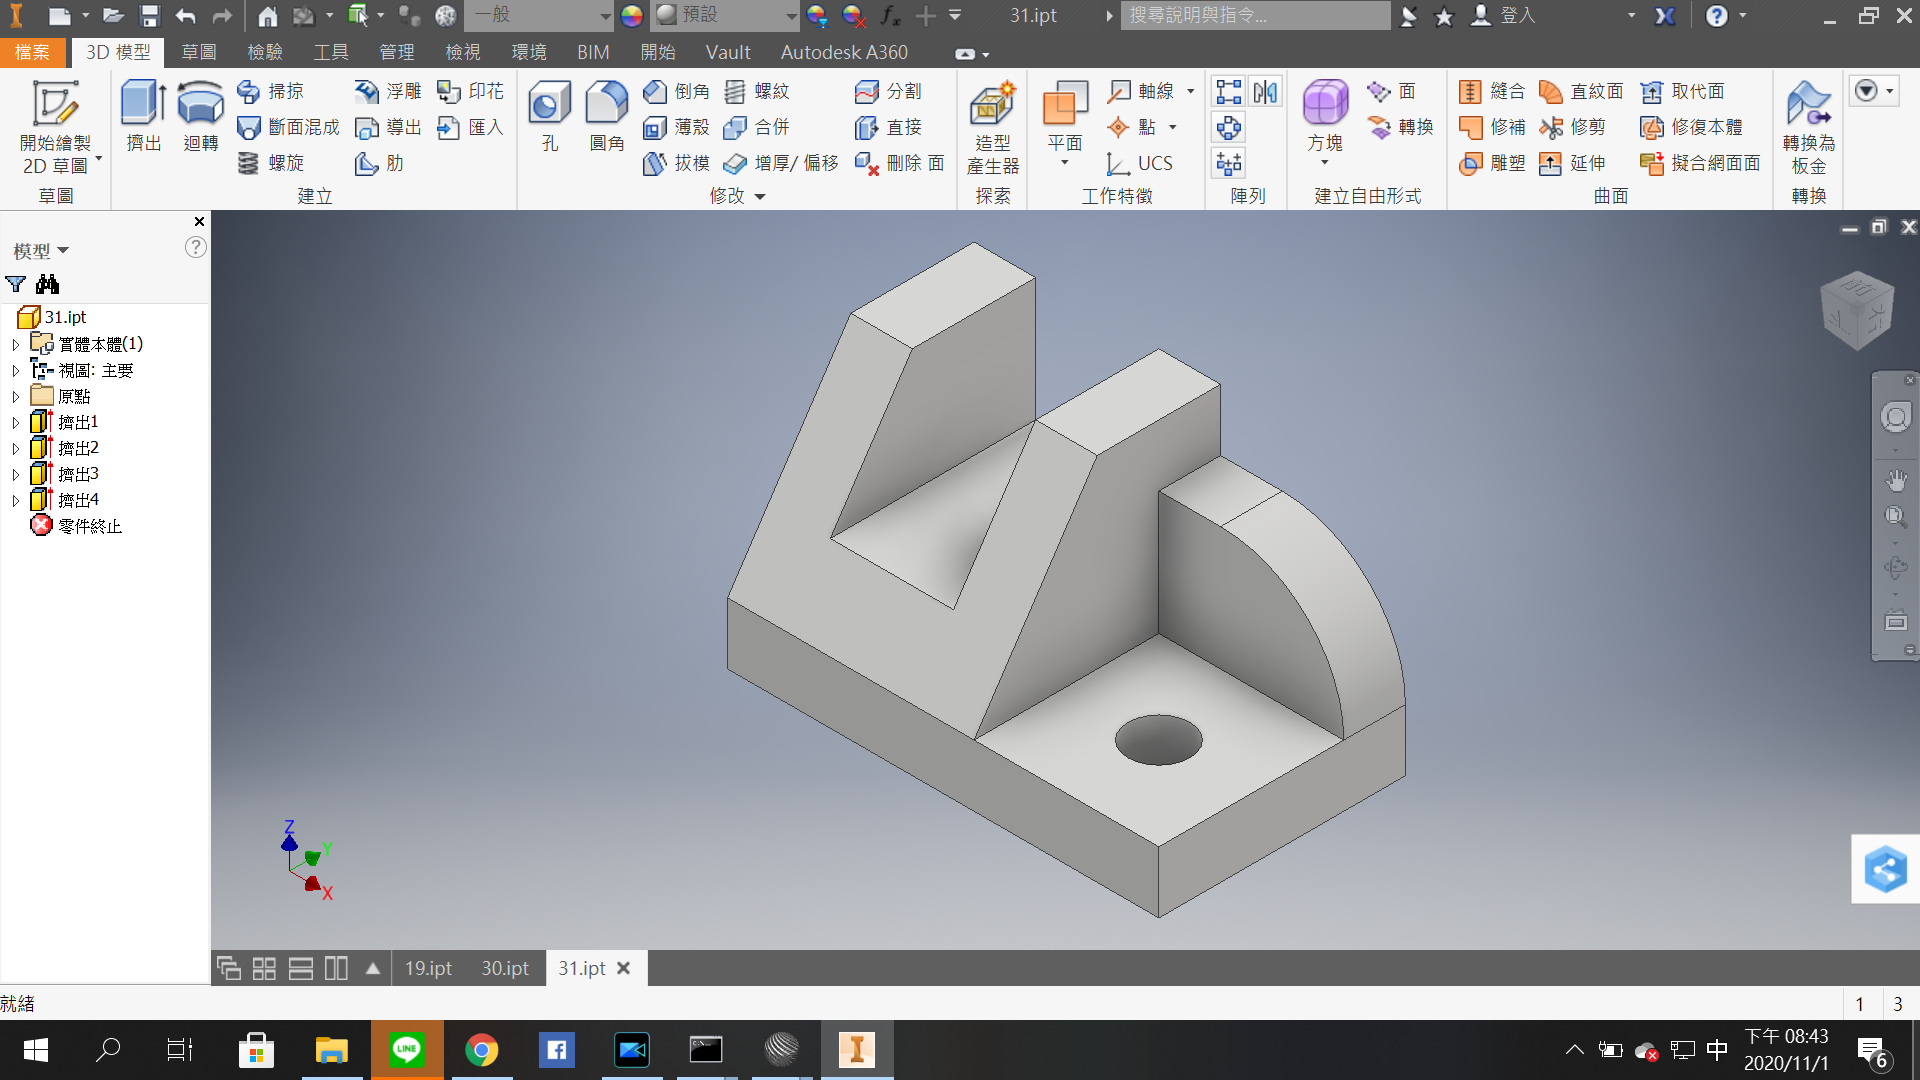 一般
預設
31.ipt
搜尋說明與指令...
登入
檔案
3D 模型
草圖
檢驗
工具
管理
檢視
環境
BIM
開始
Vault
Autodesk A360
開始繪製
2D 草圖
草圖
擠出
迴轉
掃掠
斷面混成
螺旋
浮雕
導出
肋
印花
匯入
建立
孔
圓角
倒角
薄殼
拔模
螺紋
合併
增厚/ 偏移
分割
直接
刪除 面
修改
造型
產生器
探索
平面
軸線
點
UCS
工作特徵
陣列
方塊
面
轉換
建立自由形式
縫合
修補
雕塑
直紋面
修剪
延伸
取代面
修復本體
擬合網面面
曲面
轉換為
板金
轉換
模型
31.ipt
實體本體(1)
視圖: 主要
原點
擠出1
擠出2
擠出3
擠出4
零件終止
Z
Y
X
19.ipt
30.ipt
31.ipt
就緒
1
3
LINE
中
下午 08:43
2020/11/1
6